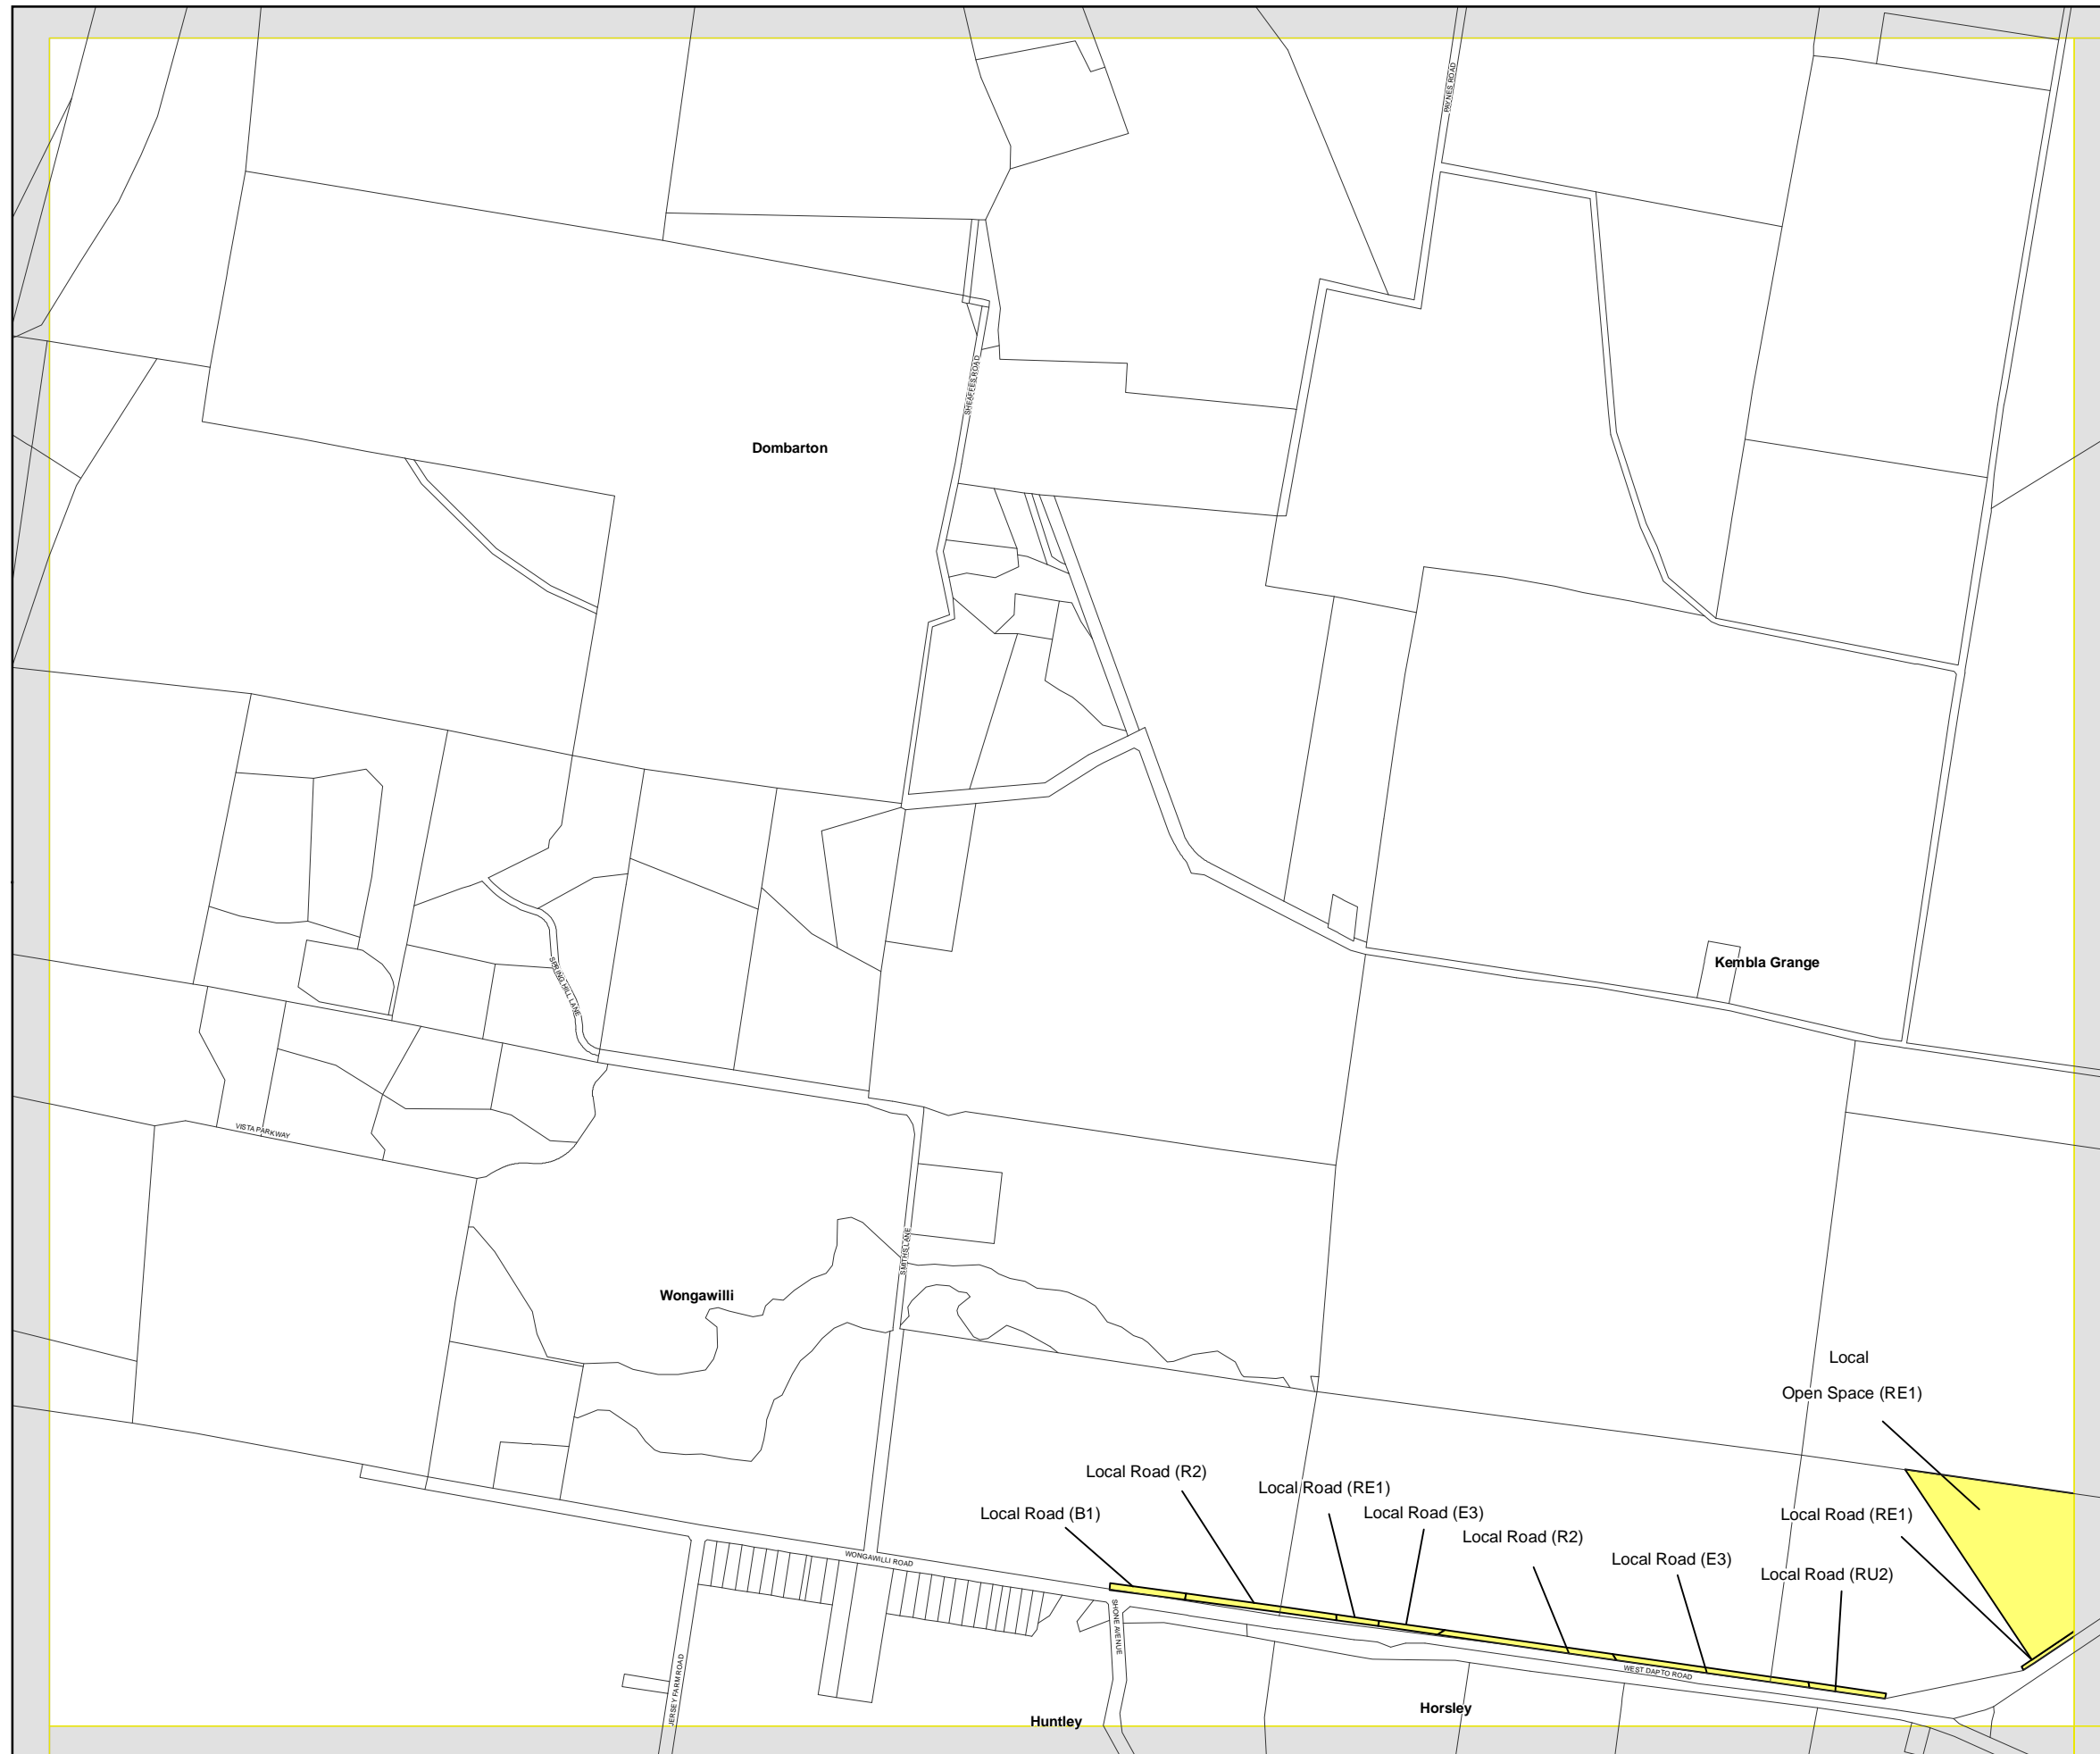 PAYNES ROAD
SHEAFFES ROAD
Dombarton
Kembla Grange
SPRING HILL LANE
VISTA PARKWAY
SMITHS LANE
Wongawilli
Local
Open Space (RE1)
Local Road (R2)
Local Road (RE1)
Local Road (B1)
Local Road (E3)
Local Road (RE1)
Local Road (R2)
Local Road (E3)
Local Road (RU2)
WONGAWILLI ROAD
SHONE AVENUE
WEST DAPTO ROAD
JERSEY FARM ROAD
Horsley
Huntley